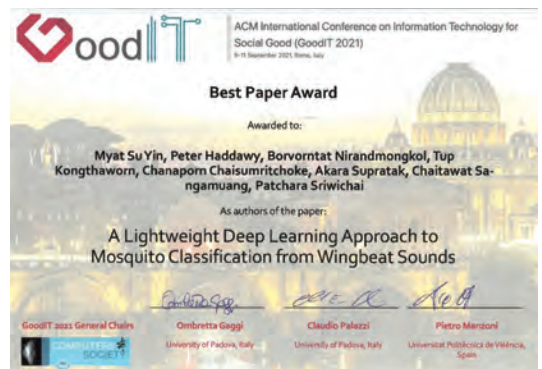 GoodIT
ACM International Conference on Information Technology for
Social Good (GoodIT 2021)
9-11 September 2021, Rome, Italy
Best Paper Award
Awarded to:
Myat Su Yin, Peter Haddawy, Borvorntat Nirandmongkol, Tup
Kongthaworn, Chanaporn Chaisumritchoke, Akara Supratak, Chaitawat Sa-
ngamuang, Patchara Sriwichai
As authors of the paper:
A Lightweight Deep Learning Approach to
Mosquito Classification from Wingbeat Sounds
GoodIT 2021 General Chairs
Ombretta Gaggi
Claudio Palazzi
Pietro Manzoni
COMPUTERS
SOCIETY
University of Padova, Italy
University of Padova, Italy
Universitat Politècnica de València,
Spain